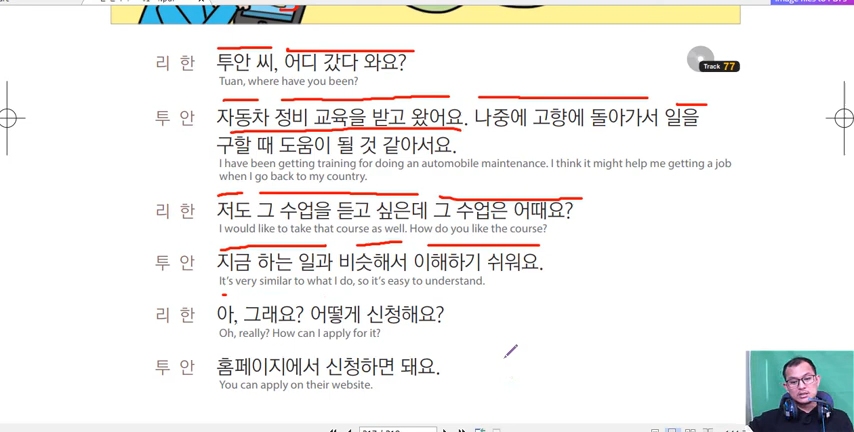 Image files to PDFs
Track 77
리 한 투안 씨, 어디 갔다 와요?
Tuan, where have you been?
투 안 자동차 정비 교육을 받고 왔어요. 나중에 고향에 돌아가서 일을
구할 때 도움이 될 것 같아서요.
I have been getting training for doing an automobile maintenance. I think it might help me getting a job
when I go back to my country.
리 한 저도 그 수업을 듣고 싶은데 그 수업은 어때요?
I would like to take that course as well. How do you like the course?
투 안 지금 하는 일과 비슷해서 이해하기 쉬워요.
It's very similar to what I do, so it's easy to understand.
리 한 아, 그래요? 어떻게 신청해요?
Oh, really? How can I apply for it?
투 안 홈페이지에서 신청하면 돼요.
You can apply on their website.